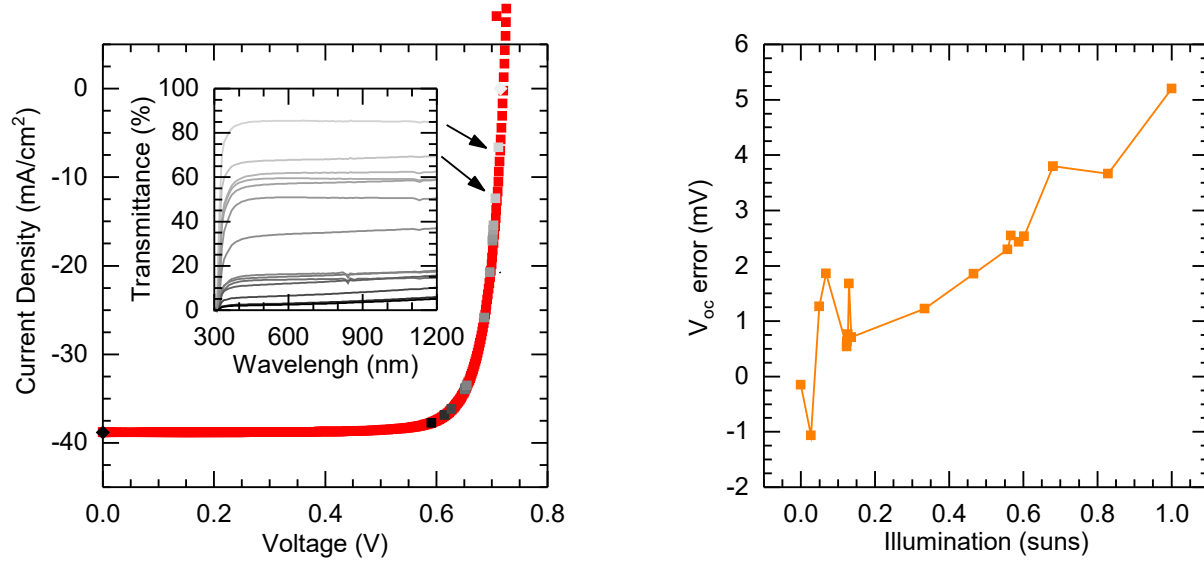 Current Density (mA/cm2)
0
-10
-20
-30
-40
0.0 0.2 0.4 0.6 0.8
Voltage (V)
Transmittance (%)
100
80
60
40
20
0
300 600 900 1200
Wavelengh (nm)
Voc error (mV)
6
5
4
3
2
1
0
-1
-2
0.0 0.2 0.4 0.6 0.8 1.0
Illumination (suns)